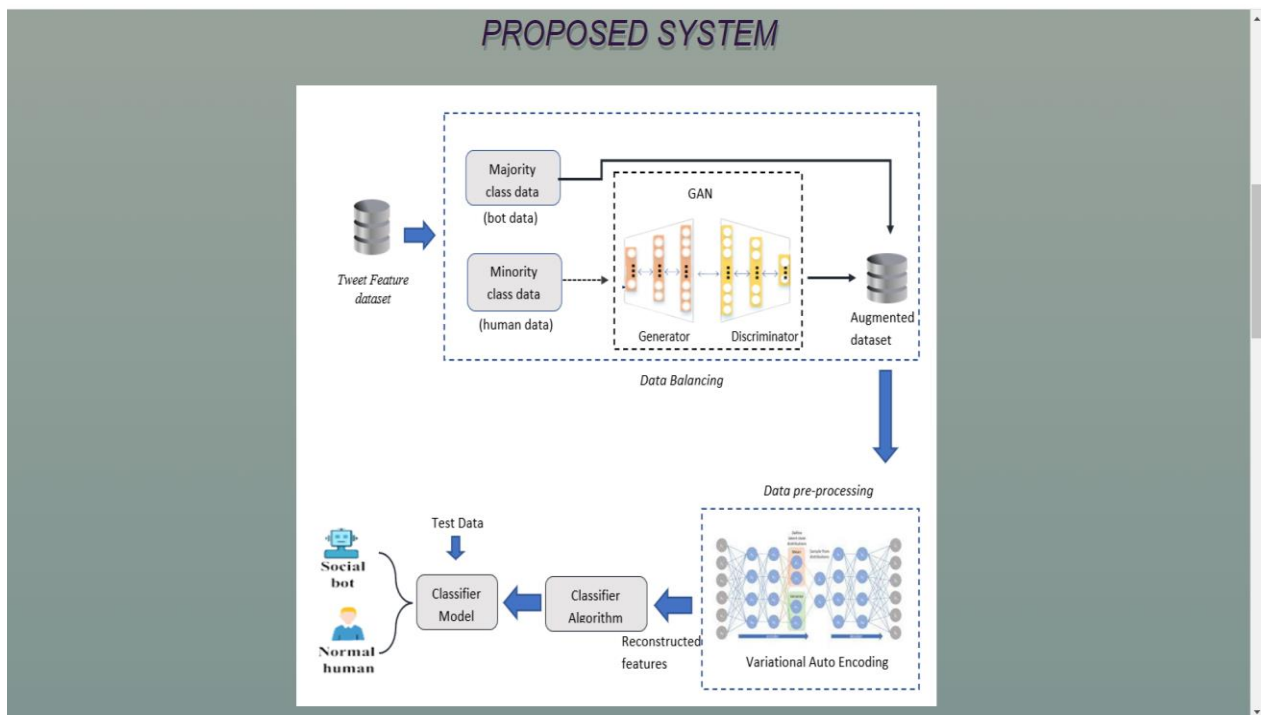 PROPOSED SYSTEM
Majority
class data
(bot data)
GAN
Tweet Feature
dataset
Minority
class data
(human data)
Generator
Discriminator
Augmented
dataset
Data Balancing
Data pre-processing
Test Data
Social
bot
Classifier
Model
Classifier
Algorithm
Normal
human
Reconstructed
features
Variational Auto Encoding